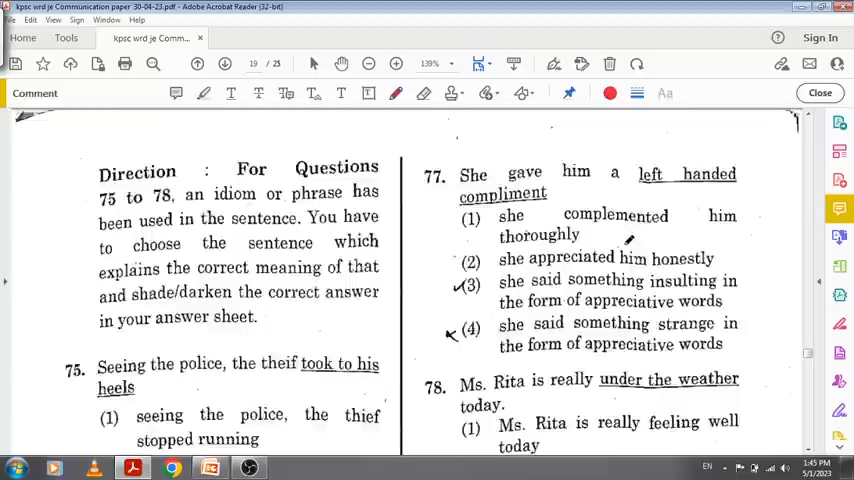 kpsc wrd je Communication paper 30-04-23.pdf - Adobe Acrobat Reader (32-bit)
File Edit View Sign Window Help
Home Tools kpsc wrd je Comm... × Sign In
19 / 25 139%
Comment Close
Direction : For Questions
75 to 78, an idiom or phrase has
been used in the sentence. You have
to choose the sentence which
explains the correct meaning of that
and shade/darken the correct answer
in your answer sheet.
75. Seeing the police, the theif took to his
heels
(1) seeing the police, the thief
stopped running
77. She gave him a left handed
compliment
(1) she complemented him
thoroughly
(2) she appreciated him honestly
(3) she said something insulting in
the form of appreciative words
(4) she said something strange in
the form of appreciative words
78. Ms. Rita is really under the weather
today.
(1) Ms. Rita is really feeling well
today
EN 1:45 PM
5/1/2023